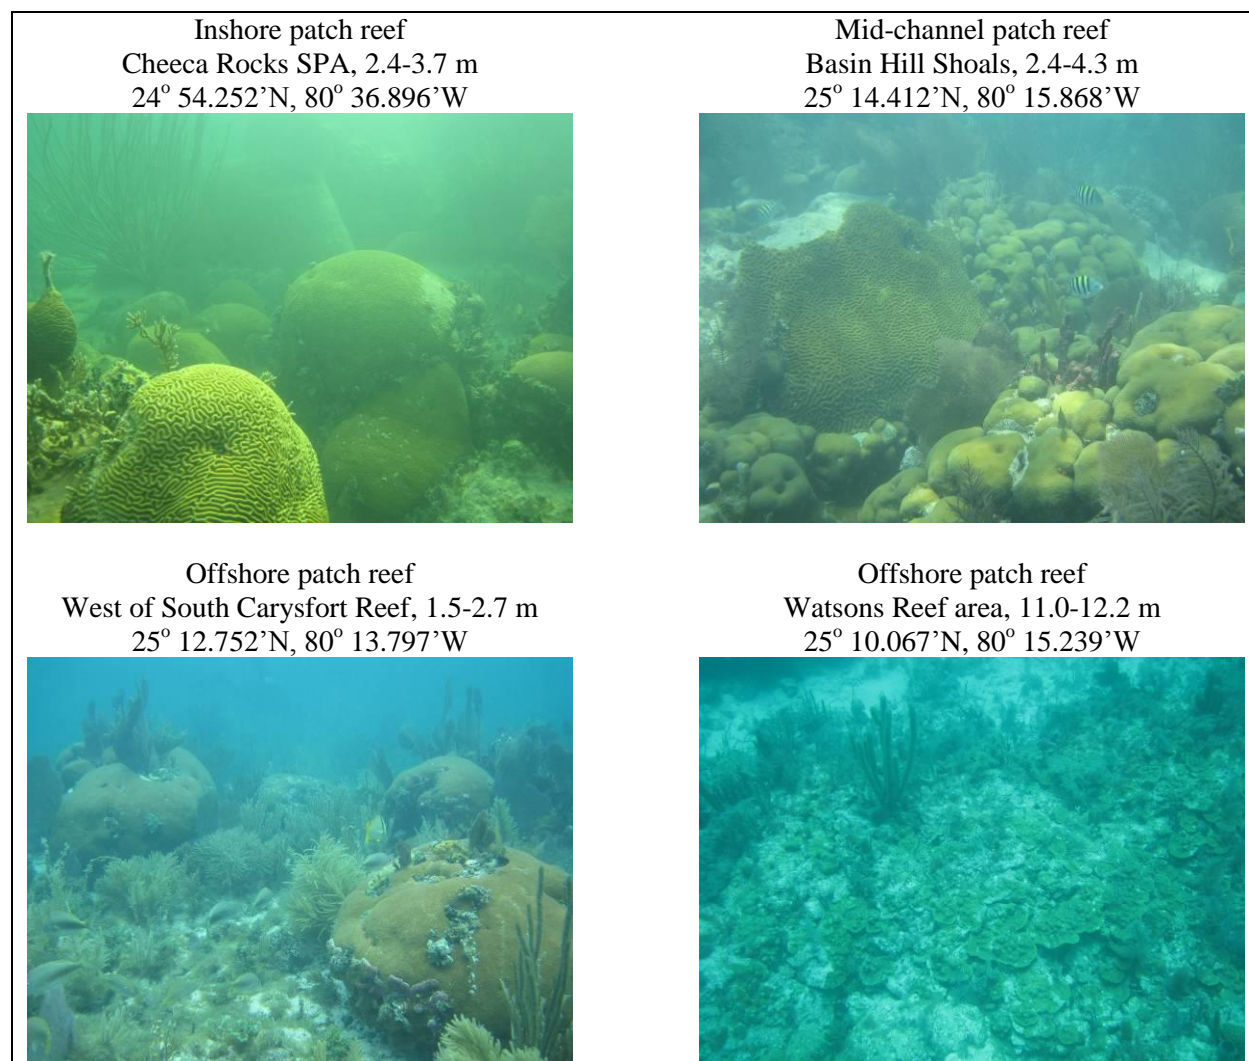 Inshore patch reef
Cheeca Rocks SPA, 2.4-3.7 m
24° 54.252’N, 80° 36.896’W
Mid-channel patch reef
Basin Hill Shoals, 2.4-4.3 m
25° 14.412’N, 80° 15.868’W
Offshore patch reef
West of South Carysfort Reef, 1.5-2.7 m
25° 12.752’N, 80° 13.797’W
Offshore patch reef
Watsons Reef area, 11.0-12.2 m
25° 10.067’N, 80° 15.239’W